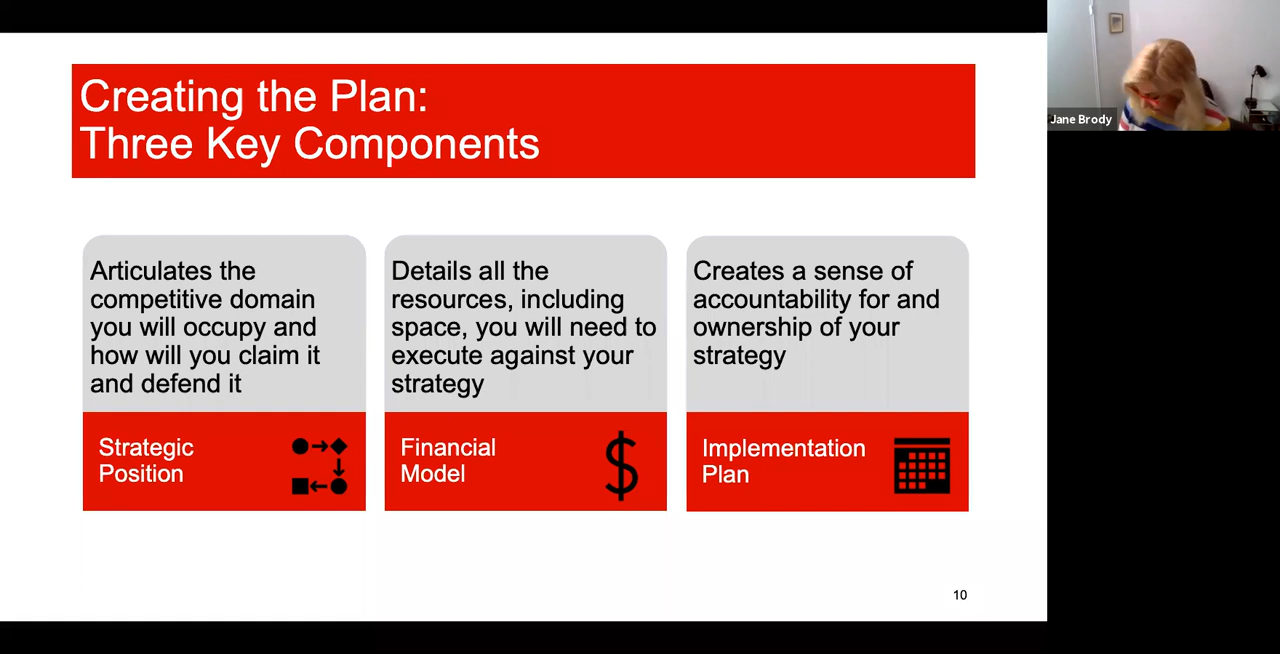 Creating the Plan:
Three Key Components
Jane Brody
Articulates the
competitive domain
you will occupy and
how will you claim it
and defend it
Strategic
Position
Details all the
resources, including
space, you will need to
execute against your
strategy
Financial
Model
$
Creates a sense of
accountability for and
ownership of your
strategy
Implementation
Plan
10